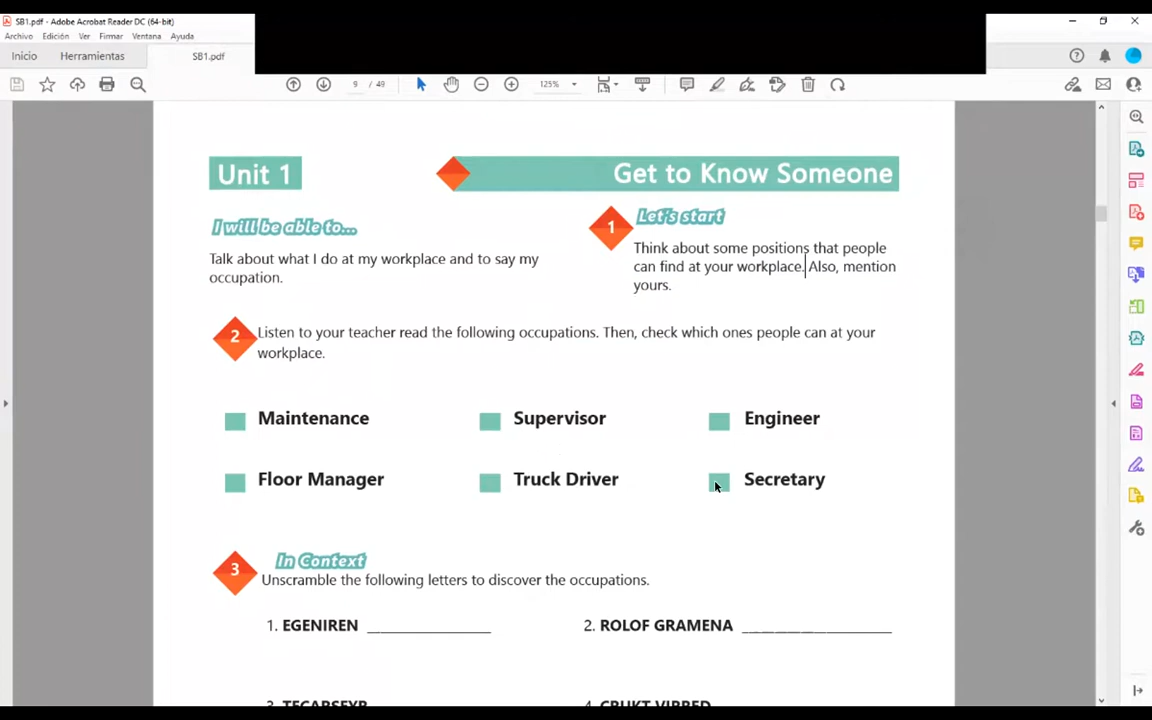 SB1.pdf - Adobe Acrobat Reader DC (64-bit)
Archivo Edición Ver Firmar Ventana Ayuda
Inicio Herramientas SB1.pdf
9 / 49 125%
Unit 1
Get to Know Someone
I will be able to...
Talk about what I do at my workplace and to say my
occupation.
1
Let's start
Think about some positions that people
can find at your workplace. Also, mention
yours.
2
Listen to your teacher read the following occupations. Then, check which ones people can at your
workplace.
Maintenance Supervisor Engineer
Floor Manager Truck Driver Secretary
3
In Context
Unscramble the following letters to discover the occupations.
1. EGENIREN _______________ 2. ROLOF GRAMENA __________________